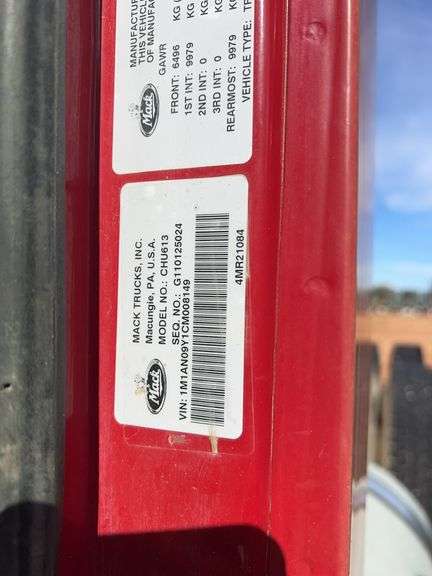 MANUFACTUR
THIS VEHICLE
OF MANUFA
GAWR
FRONT: 6496 KG
1ST INT: 9979 KG
2ND INT: 0 KG
3RD INT: 0 KG
REARMOST: 9979 KG
VEHICLE TYPE: TR
Mack
MACK TRUCKS, INC.
Macungie, PA, U.S.A.
MODEL NO.: CHU613
SEQ. NO.: G110125024
VIN: 1M1AN09Y1CM008149
4MR21084
Mack